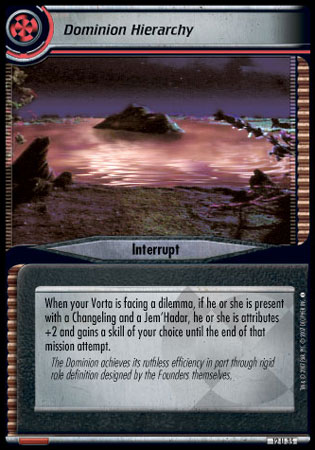 Dominion Hierarchy
Interrupt
When your Vorta is facing a dilemma, if he or she is present
with a Changeling and a Jem'Hadar, he or she is attributes
+2 and gains a skill of your choice until the end of that
mission attempt.
The Dominion achieves its ruthless efficiency in part through rigid
role definition designed by the Founders themselves.
12 U 35